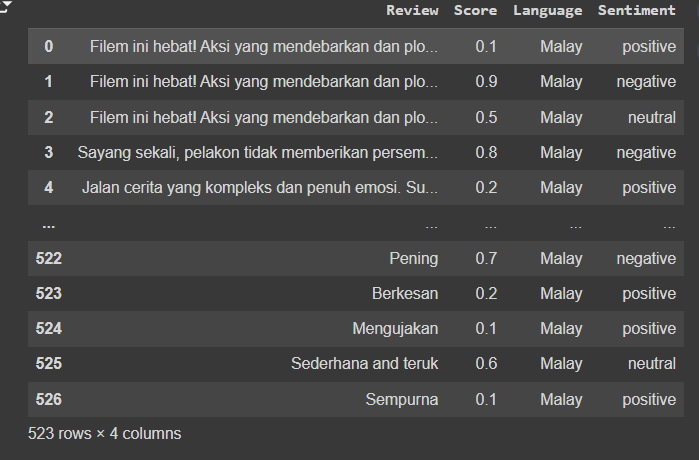 Review Score Language Sentiment
0 Filem ini hebat! Aksi yang mendebarkan dan plo... 0.1 Malay positive
1 Filem ini hebat! Aksi yang mendebarkan dan plo... 0.9 Malay negative
2 Filem ini hebat! Aksi yang mendebarkan dan plo... 0.5 Malay neutral
3 Sayang sekali, pelakon tidak memberikan persem... 0.8 Malay negative
4 Jalan cerita yang kompleks dan penuh emosi. Su... 0.2 Malay positive
... ... ... ... ...
522 Pening 0.7 Malay negative
523 Berkesan 0.2 Malay positive
524 Mengujakan 0.1 Malay positive
525 Sederhana and teruk 0.6 Malay neutral
526 Sempurna 0.1 Malay positive
523 rows × 4 columns